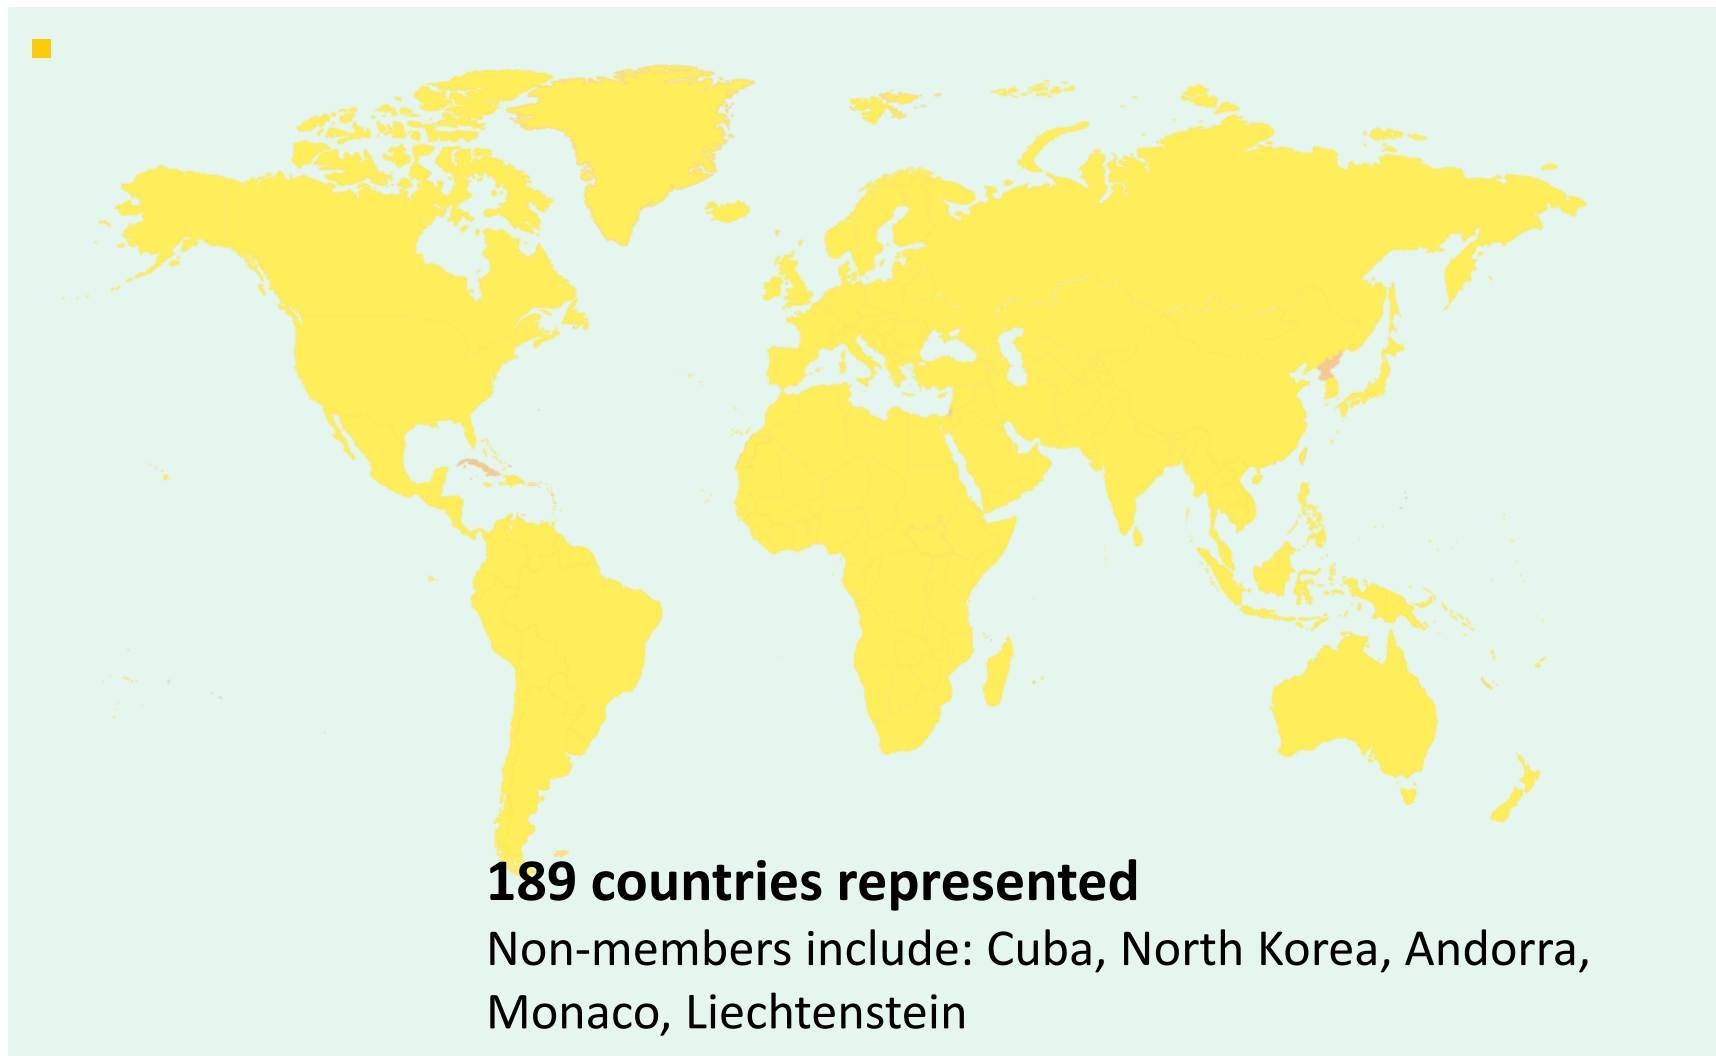 189 countries represented
Non-members include: Cuba, North Korea, Andorra,
Monaco, Liechtenstein